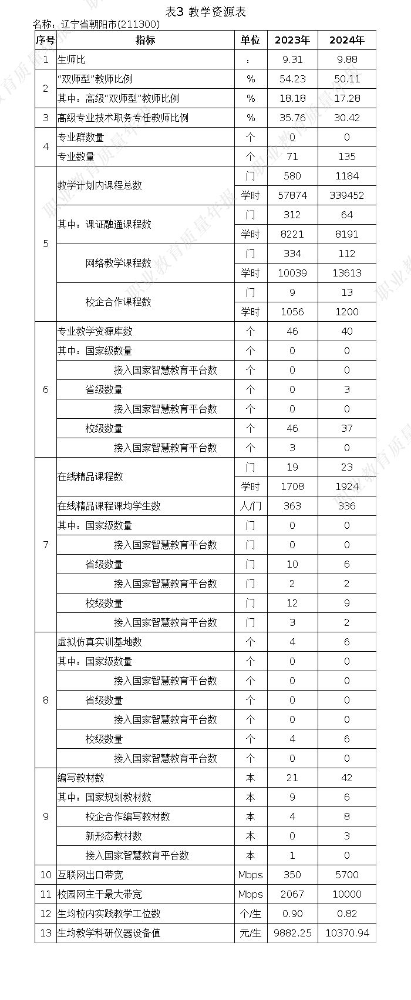 表3 教学资源表
名称：辽宁省朝阳市(211300)
序号 指标 单位 2023年 2024年
1 生师比 ： 9.31 9.88
2 “双师型”教师比例 % 54.23 50.11
其中：高级“双师型”教师比例 % 18.18 17.28
3 高级专业技术职务专任教师比例 % 35.76 30.42
4 专业群数量 个 0 0
专业数量 个 71 135
5 教学计划内课程总数 门 580 1184
学时 57874 339452
其中：课证融通课程数 门 312 64
学时 8221 8191
网络教学课程数 门 334 112
学时 10039 13613
校企合作课程数 门 9 13
学时 1056 1200
6 专业教学资源库数 个 46 40
其中：国家级数量 个 0 0
接入国家智慧教育平台数 个 0 0
省级数量 个 0 3
接入国家智慧教育平台数 个 0 0
校级数量 个 46 37
接入国家智慧教育平台数 个 3 0
7 在线精品课程数 门 19 23
学时 1708 1924
在线精品课程课均学生数 人/门 363 336
其中：国家级数量 门 0 0
接入国家智慧教育平台数 门 0 0
省级数量 门 10 6
接入国家智慧教育平台数 门 2 2
校级数量 门 12 9
接入国家智慧教育平台数 门 3 2
8 虚拟仿真实训基地数 个 4 6
其中：国家级数量 个 0 0
接入国家智慧教育平台数 个 0 0
省级数量 个 0 0
接入国家智慧教育平台数 个 0 0
校级数量 个 4 6
接入国家智慧教育平台数 个 0 0
9 编写教材数 本 21 42
其中：国家规划教材数 本 9 6
校企合作编写教材数 本 4 8
新形态教材数 本 0 3
接入国家智慧教育平台数 本 1 0
10 互联网出口带宽 Mbps 350 5700
11 校园网主干最大带宽 Mbps 2067 10000
12 生均校内实践教学工位数 个/生 0.90 0.82
13 生均教学科研仪器设备值 元/生 9882.25 10370.94
职业教育质量年报